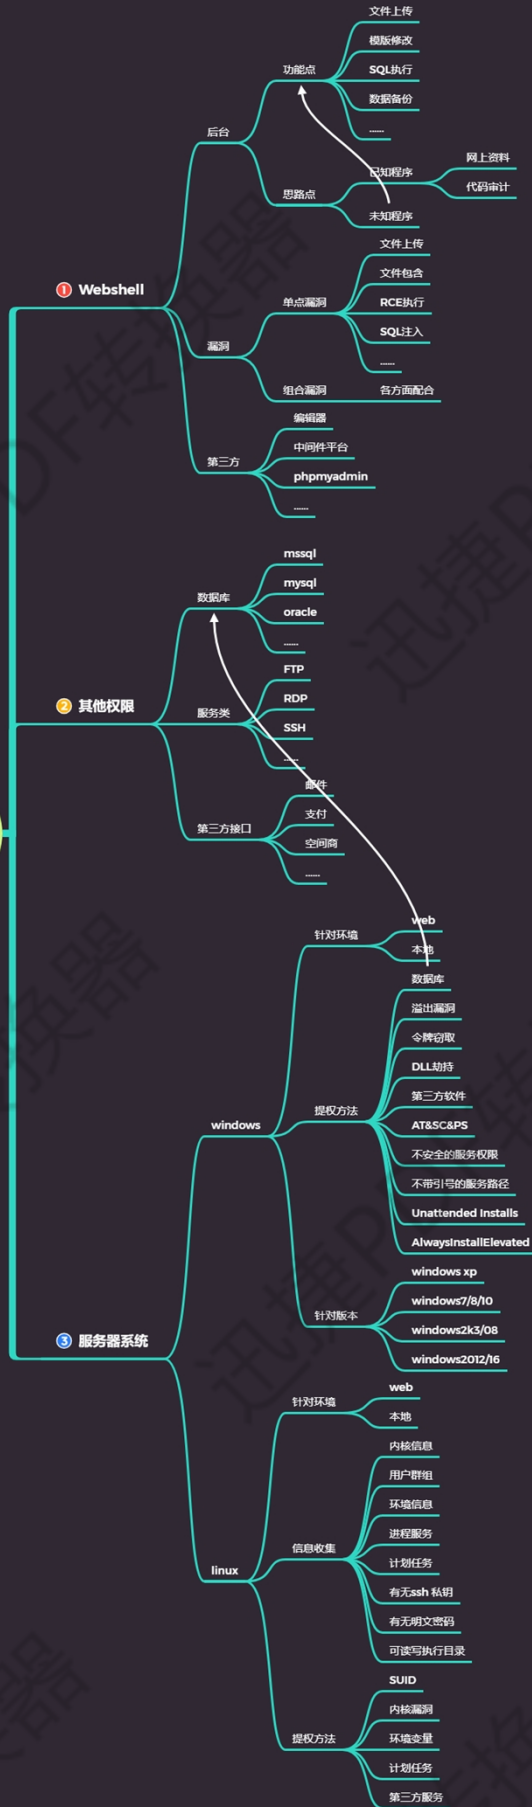 文件上传
模版修改
功能点
SQL执行
数据备份
......
后台
网上资料
已知程序
代码审计
思路点
未知程序
1 Webshell
文件上传
文件包含
单点漏洞
RCE执行
SQL注入
......
漏洞
组合漏洞 各方面配合
编辑器
中间件平台
第三方
phpmyadmin
......
mssql
mysql
数据库
oracle
......
FTP
RDP
2 其他权限
服务类
SSH
......
邮件
支付
第三方接口
空间商
......
web
针对环境
本地
数据库
溢出漏洞
令牌窃取
DLL劫持
第三方软件
提权方法
windows
AT&SC&PS
不安全的服务权限
不带引号的服务路径
Unattended Installs
AlwaysInstallElevated
windows xp
windows7/8/10
针对版本
windows2k3/08
windows2012/16
3 服务器系统
web
针对环境
本地
内核信息
用户群组
环境信息
进程服务
信息收集
计划任务
linux
有无ssh 私钥
有无明文密码
可读写执行目录
SUID
内核漏洞
提权方法
环境变量
计划任务
第三方服务
迅捷PDF转换器